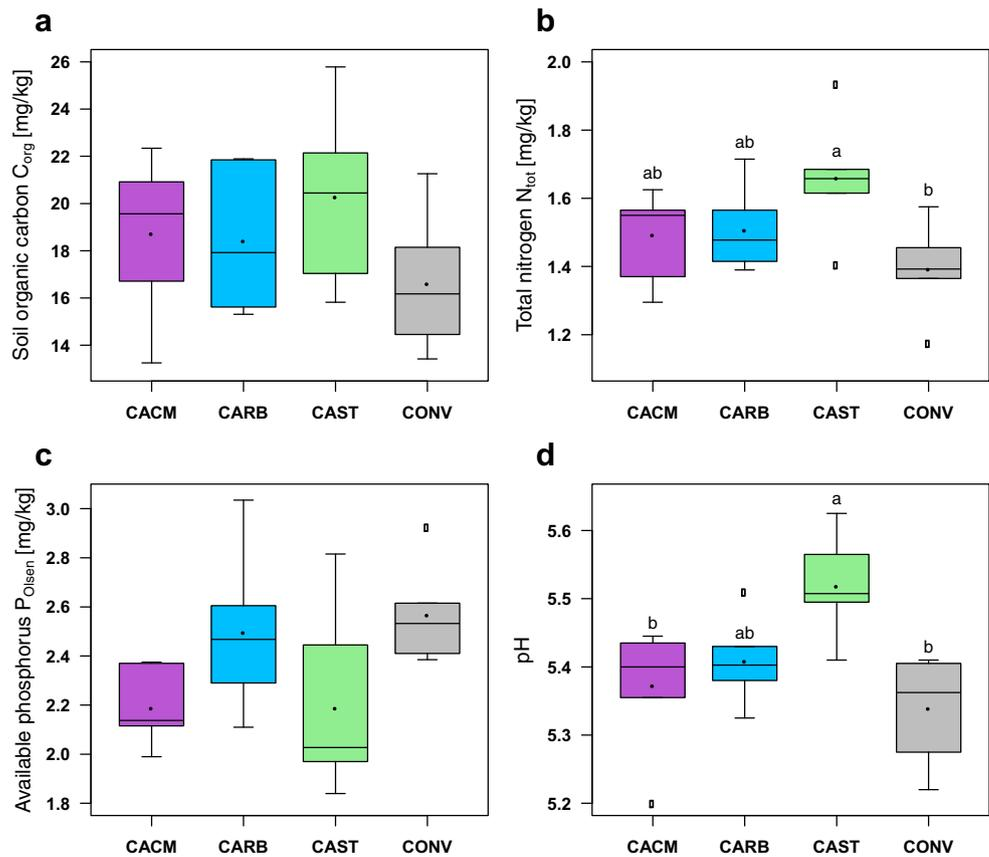 a
Soil organic carbon Corg [mg/kg]
26
24
22
20
18
16
14
CACM CARB CAST CONV
b
Total nitrogen Ntot [mg/kg]
2.0
1.8
1.6
1.4
1.2
ab
ab
a
b
CACM CARB CAST CONV
c
Available phosphorus POlsen [mg/kg]
3.0
2.8
2.6
2.4
2.2
2.0
1.8
CACM CARB CAST CONV
d
pH
5.6
5.5
5.4
5.3
5.2
b
ab
a
b
CACM CARB CAST CONV